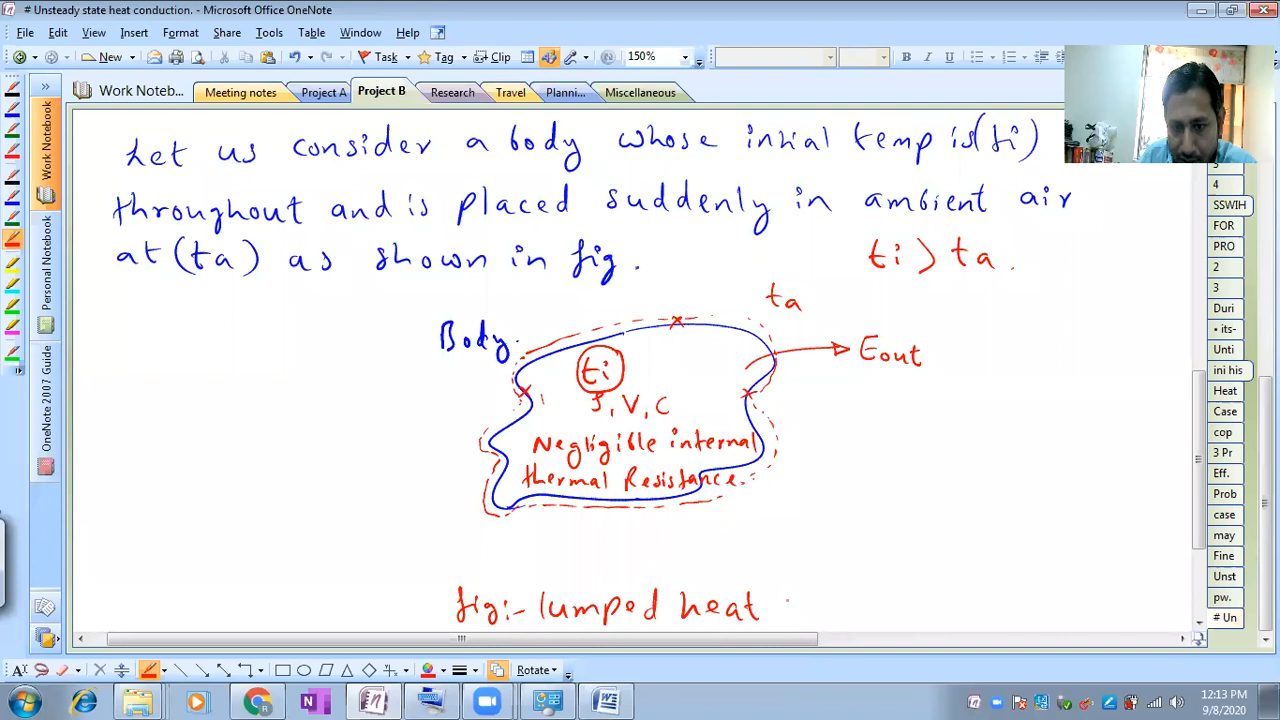 # Unsteady state heat conduction. - Microsoft Office OneNote
File Edit View Insert Format Share Tools Table Window Help
New Task Tag Clip 150%
Work Noteb... Meeting notes Project A Project B Research Travel Planni... Miscellaneous
Work Notebook
Personal Notebook
OneNote 2007 Guide
Let us consider a body whose initial temp is (ti)
throughout and is placed suddenly in ambient air
at (ta) as shown in fig.
ti > ta.
ta
Body
Eout
ti
ρ, V, C
Negligible internal
thermal Resistance.
fig:- lumped heat
3
4
SSWIH
FOR
PRO
2
3
Duri
• its-
Unti
ini his
Heat
Case
cop
3 Pr
Eff.
Prob
case
may
Fine
Unst
pw.
# Un
Rotate
12:13 PM
9/8/2020